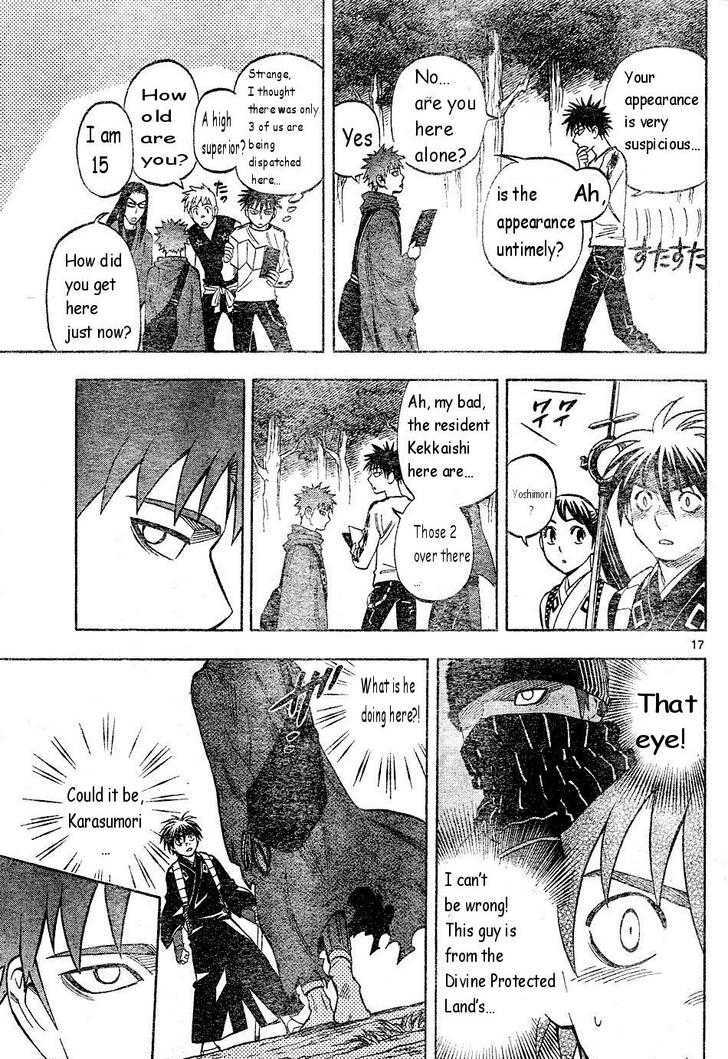 Your
appearance
is very
suspicious...
すたすた
Ah,
is the
appearance
untimely?
No...
are you
here
alone?
Yes
Strange,
I thought
there was only
3 of us are
being
dispatched
here...
A high
superior?
How
old are
you?
I am
15
How did
you get
here
just now?
Yoshimori
?
Ah, my bad,
the resident
Kekkaishi
here are...
Those 2
over there
17
That
eye!
I can't
be wrong!
This guy is
from the
Divine Protected
Land's...
What is he
doing here?!
Could it be,
Karasumori
...